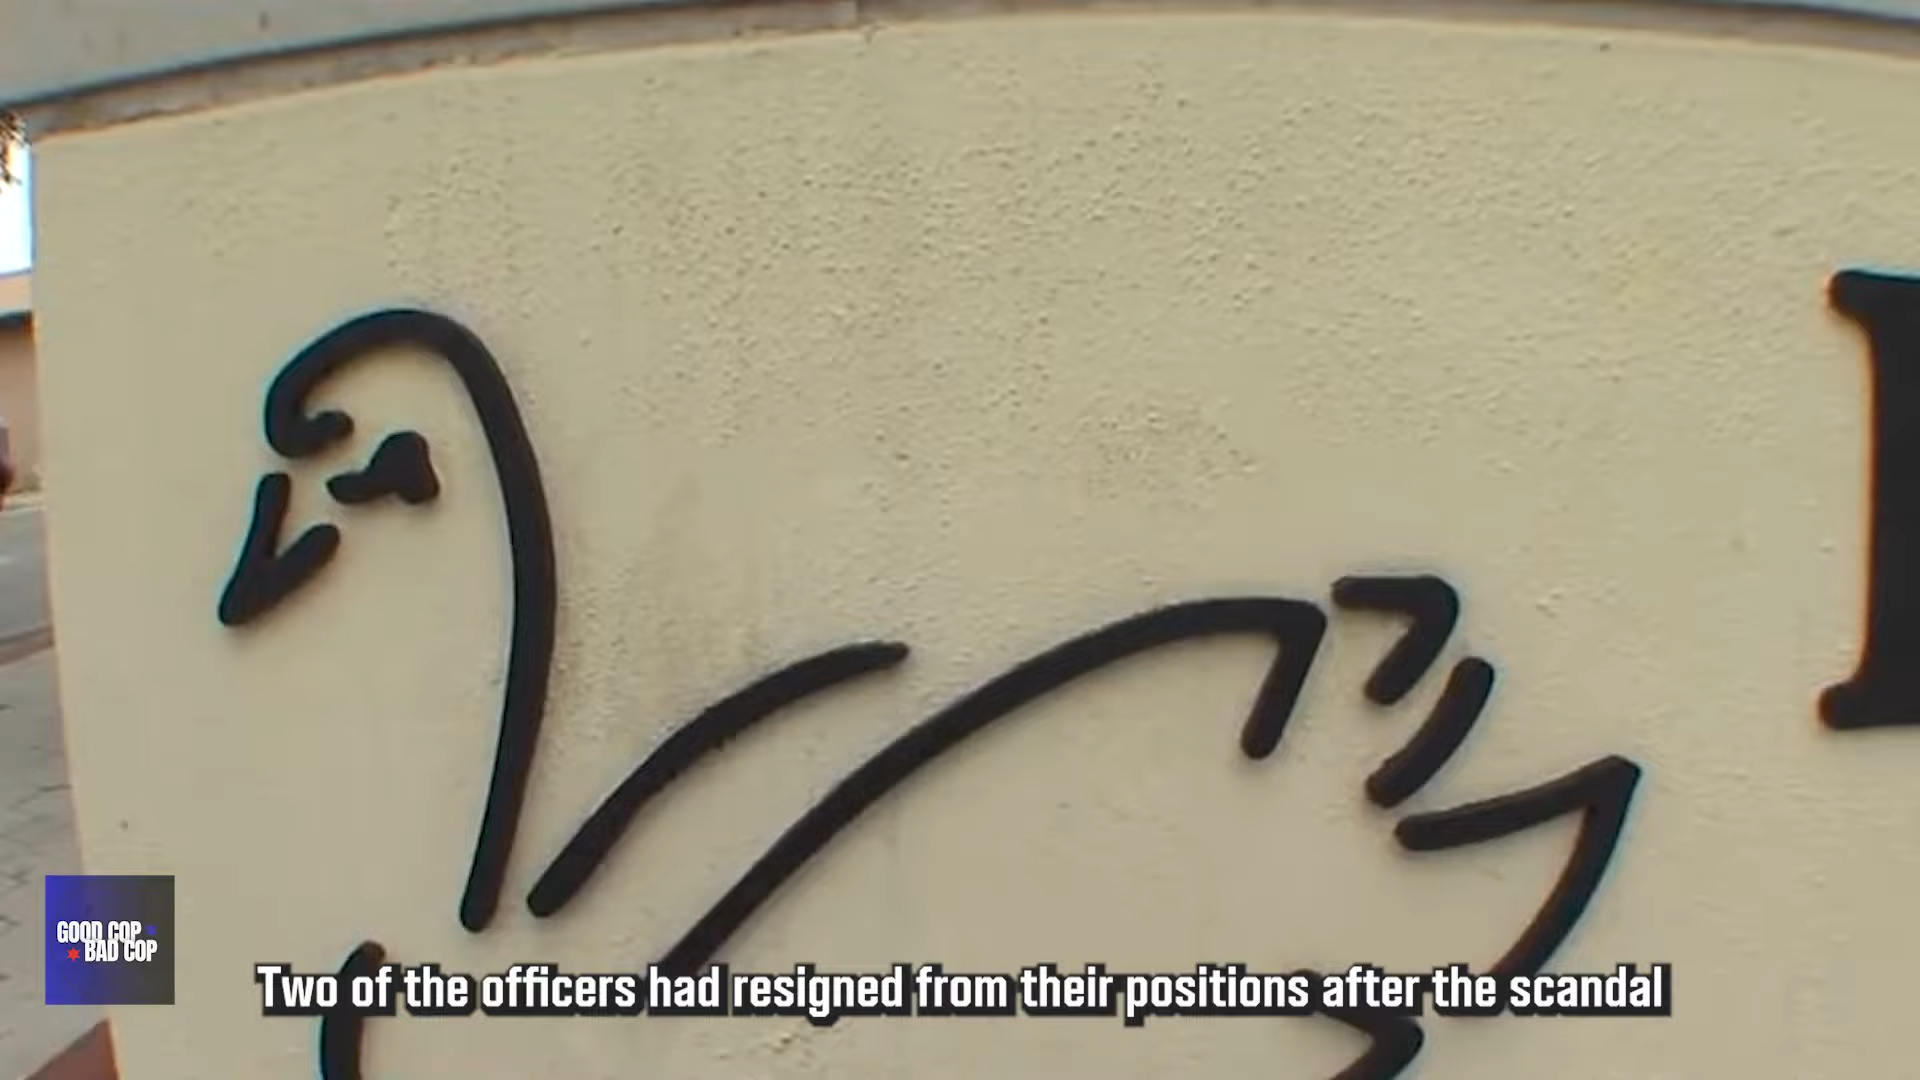 GOOD COP
BAD COP
Two of the officers had resigned from their positions after the scandal